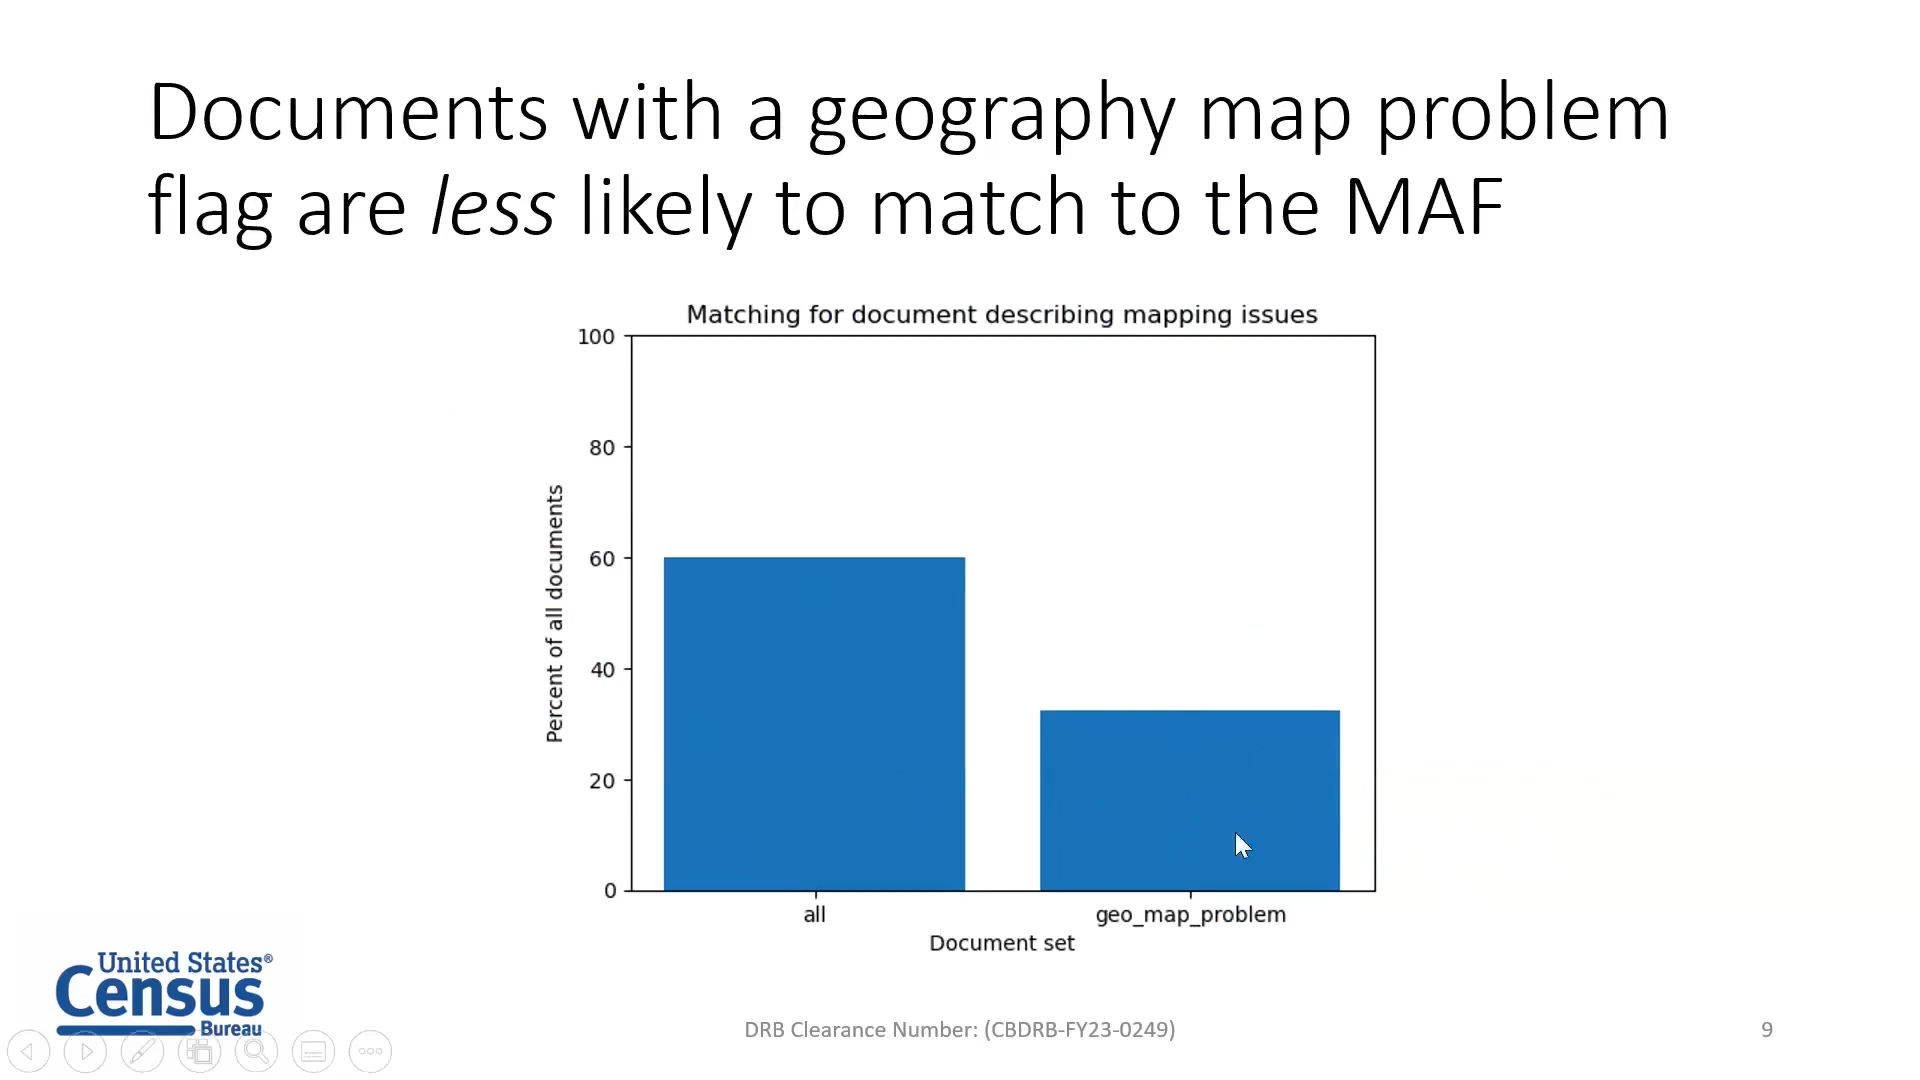 Documents with a geography map problem
flag are less likely to match to the MAF
Matching for document describing mapping issues
100
80
60
40
20
0
Percent of all documents
all
geo_map_problem
Document set
United States®
Census
Bureau
DRB Clearance Number: (CBDRB-FY23-0249)
9